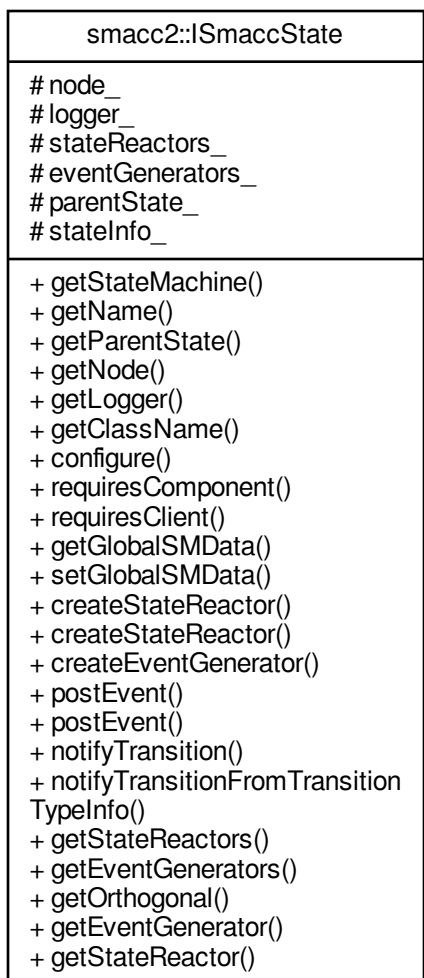 smacc2::ISmaccState
# node_
# logger_
# stateReactors_
# eventGenerators_
# parentState_
# stateInfo_
+ getStateMachine()
+ getName()
+ getParentState()
+ getNode()
+ getLogger()
+ getClassName()
+ configure()
+ requiresComponent()
+ requiresClient()
+ getGlobalSMData()
+ setGlobalSMData()
+ createStateReactor()
+ createStateReactor()
+ createEventGenerator()
+ postEvent()
+ postEvent()
+ notifyTransition()
+ notifyTransitionFromTransition
TypeInfo()
+ getStateReactors()
+ getEventGenerators()
+ getOrthogonal()
+ getEventGenerator()
+ getStateReactor()